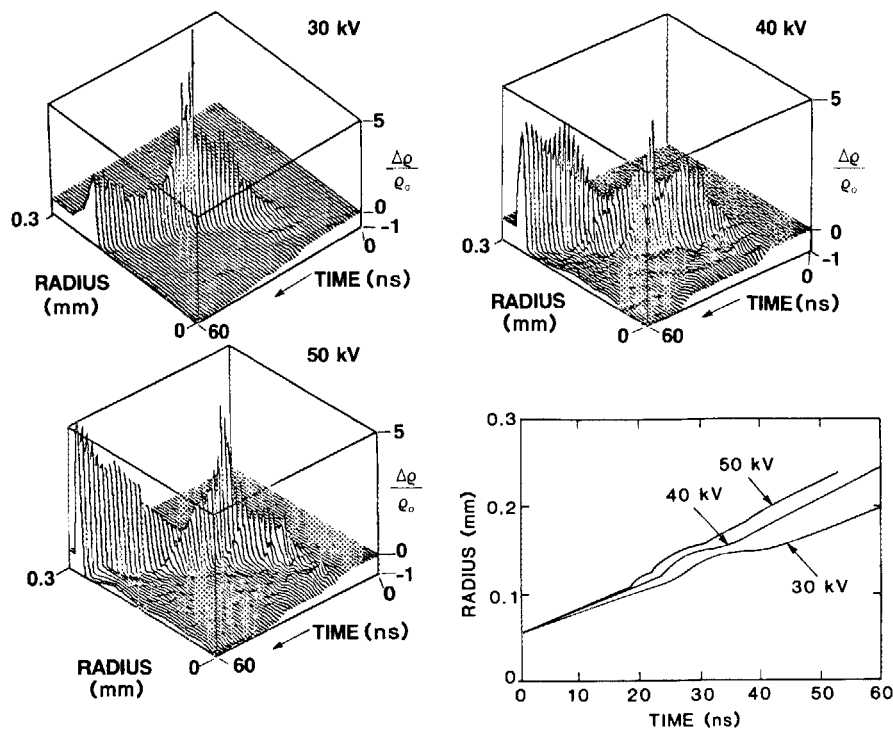 30 kV
5
Δϱ
ϱ₀
0
-1
0
0.3
RADIUS
(mm)
TIME (ns)
0
60
40 kV
5
Δϱ
ϱ₀
0
-1
0
0.3
RADIUS
(mm)
TIME (ns)
0
60
50 kV
5
Δϱ
ϱ₀
0
-1
0
0.3
RADIUS
(mm)
TIME (ns)
0
60
0.3
0.2
0.1
0
RADIUS (mm)
50 kV
40 kV
30 kV
0 10 20 30 40 50 60
TIME (ns)